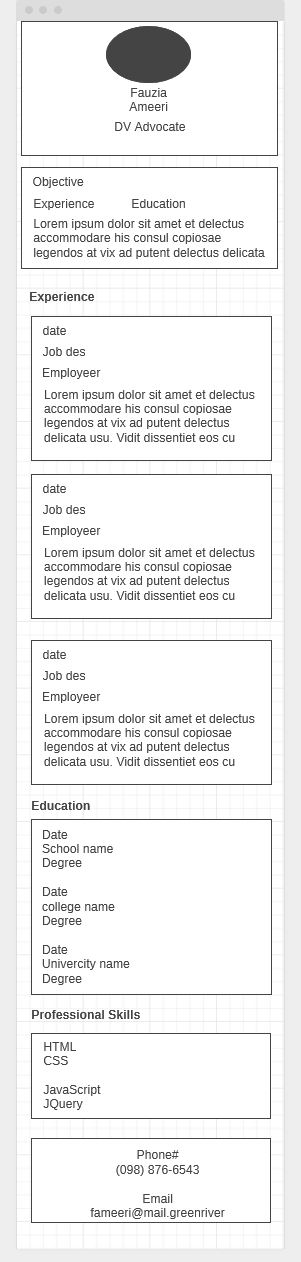 Fauzia
Ameeri
DV Advocate
Objective
Experience Education
Lorem ipsum dolor sit amet et delectus
accommodare his consul copiosae
legendos at vix ad putent delectus delicata
Experience
date
Job des
Employeer
Lorem ipsum dolor sit amet et delectus
accommodare his consul copiosae
legendos at vix ad putent delectus
delicata usu. Vidit dissentiet eos cu
date
Job des
Employeer
Lorem ipsum dolor sit amet et delectus
accommodare his consul copiosae
legendos at vix ad putent delectus
delicata usu. Vidit dissentiet eos cu
date
Job des
Employeer
Lorem ipsum dolor sit amet et delectus
accommodare his consul copiosae
legendos at vix ad putent delectus
delicata usu. Vidit dissentiet eos cu
Education
Date
School name
Degree
Date
college name
Degree
Date
Univercity name
Degree
Professional Skills
HTML
CSS
JavaScript
JQuery
Phone#
(098) 876-6543
Email
fameeri@mail.greenriver